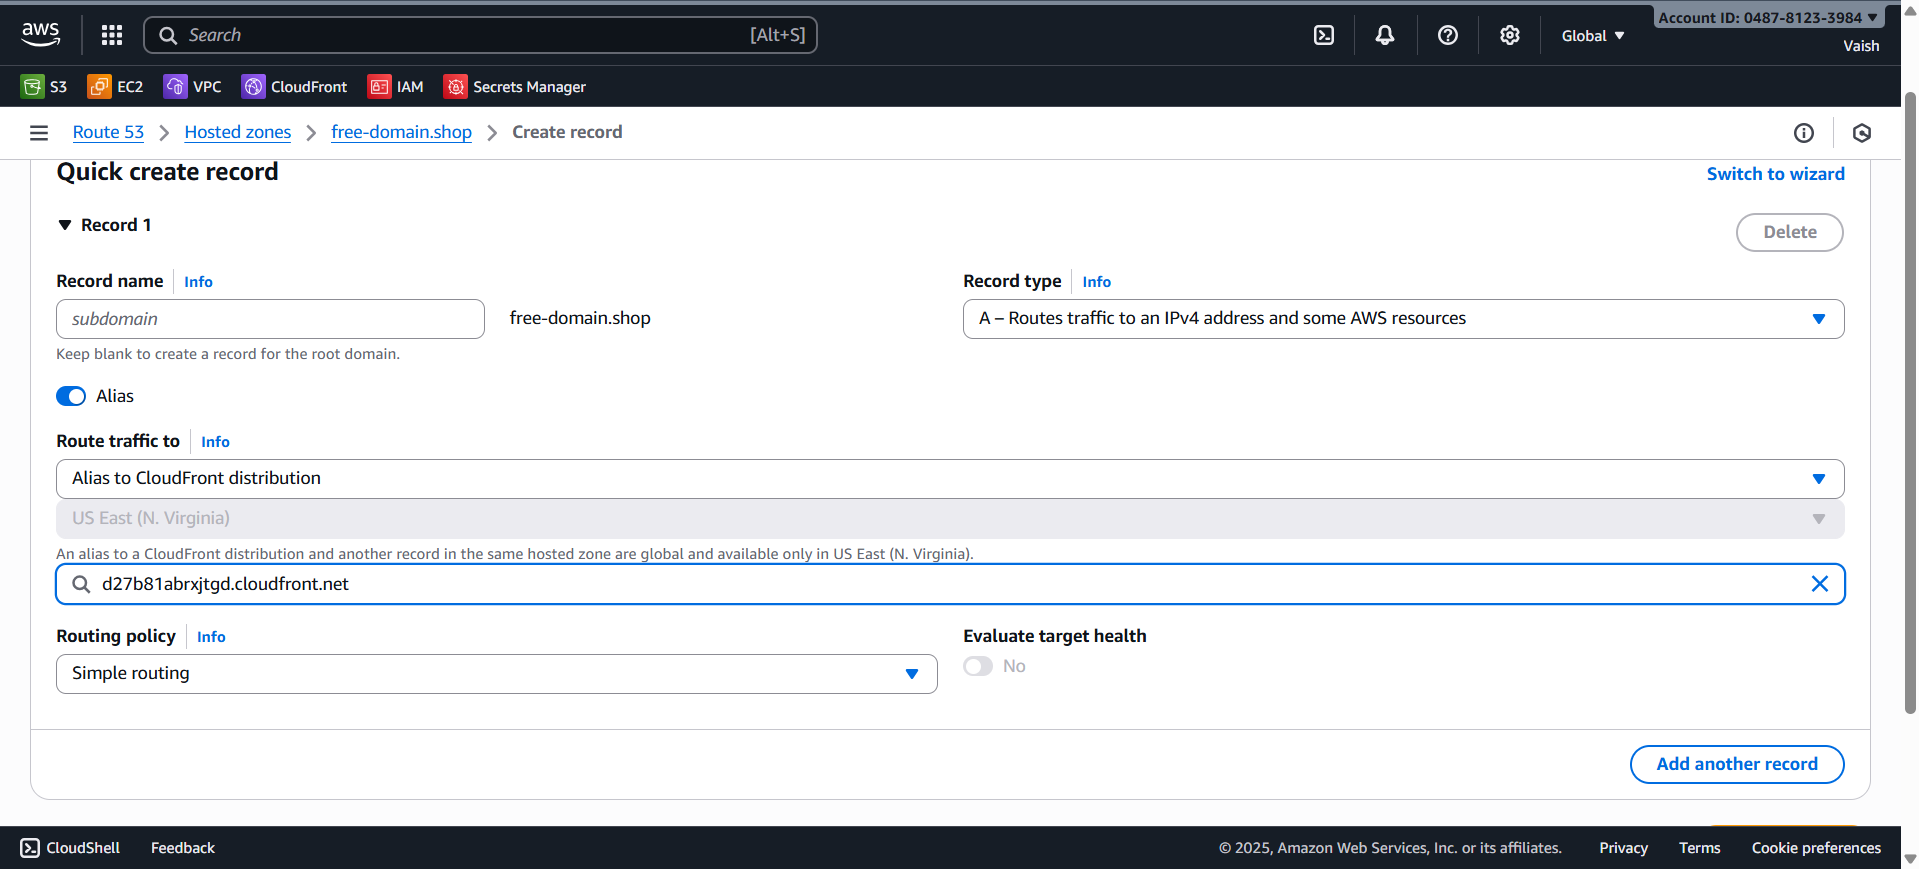 aws
Search [Alt+S]
Global
Account ID: 0487-8123-3984
Vaish
S3 EC2 VPC CloudFront IAM Secrets Manager
Route 53 Hosted zones free-domain.shop Create record
Quick create record Switch to wizard
Record 1
Delete
Record name Info
Record type Info
subdomain free-domain.shop
A – Routes traffic to an IPv4 address and some AWS resources
Keep blank to create a record for the root domain.
Alias
Route traffic to Info
Alias to CloudFront distribution
US East (N. Virginia)
An alias to a CloudFront distribution and another record in the same hosted zone are global and available only in US East (N. Virginia).
d27b81abrxjtgd.cloudfront.net
Routing policy Info
Evaluate target health
Simple routing
No
Add another record
CloudShell Feedback © 2025, Amazon Web Services, Inc. or its affiliates. Privacy Terms Cookie preferences